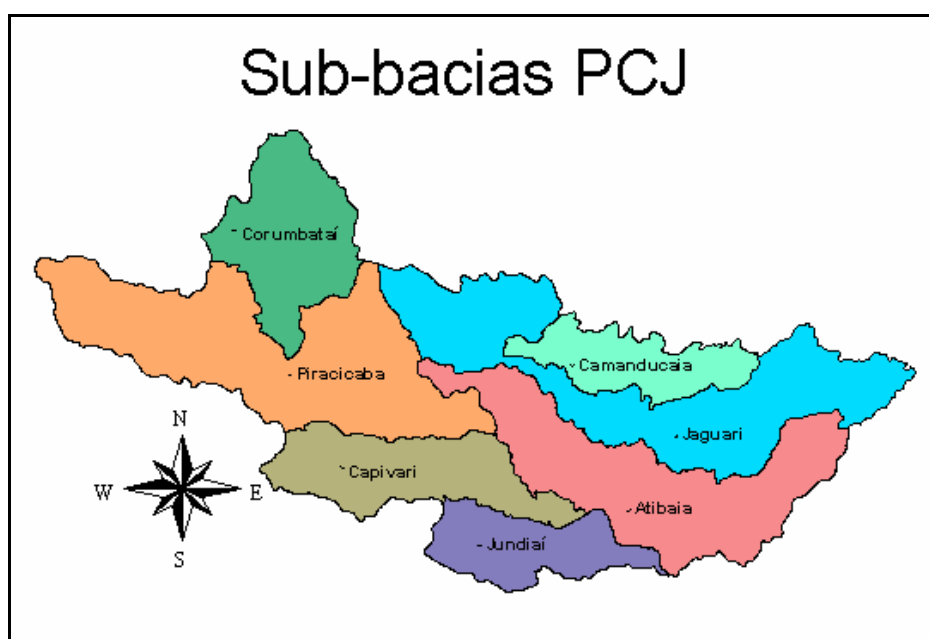 Sub-bacias PCJ
Corumbataí
Camanducaia
Piracicaba
Jaguari
Capivari
Atibaia
Jundiaí
N
W
E
S